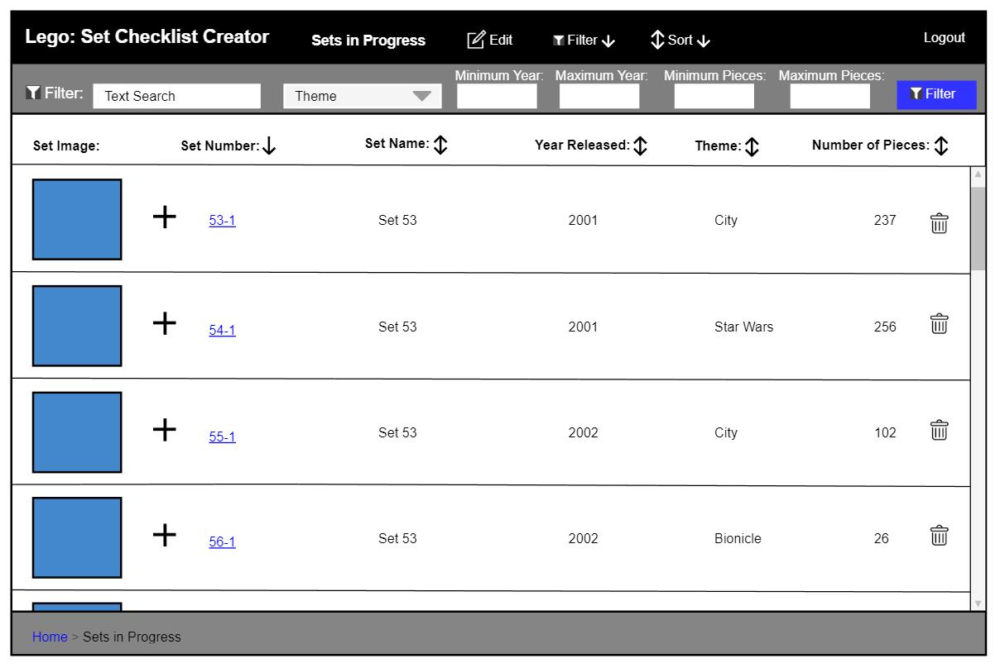 Lego: Set Checklist Creator
Sets in Progress
Edit
Filter
Sort
Logout
Filter:
Text Search
Theme
Minimum Year:
Maximum Year:
Minimum Pieces:
Maximum Pieces:
Filter
Set Image:
Set Number:
Set Name:
Year Released:
Theme:
Number of Pieces:
53-1 Set 53 2001 City 237
54-1 Set 53 2001 Star Wars 256
55-1 Set 53 2002 City 102
56-1 Set 53 2002 Bionicle 26
Home > Sets in Progress